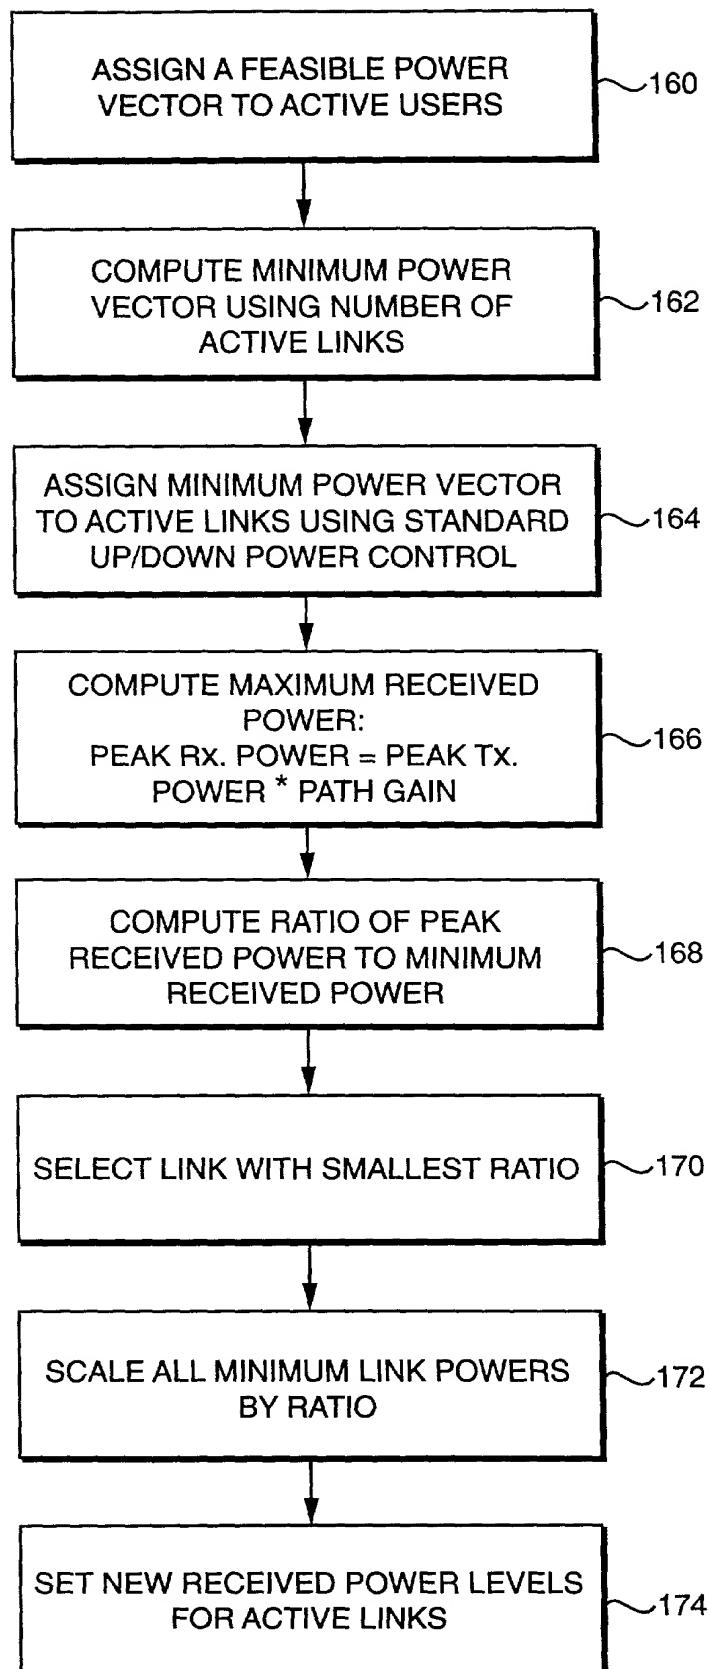 ASSIGN A FEASIBLE POWER
VECTOR TO ACTIVE USERS
160
COMPUTE MINIMUM POWER
VECTOR USING NUMBER OF
ACTIVE LINKS
162
ASSIGN MINIMUM POWER VECTOR
TO ACTIVE LINKS USING STANDARD
UP/DOWN POWER CONTROL
164
COMPUTE MAXIMUM RECEIVED
POWER:
PEAK Rx. POWER = PEAK Tx.
POWER * PATH GAIN
166
COMPUTE RATIO OF PEAK
RECEIVED POWER TO MINIMUM
RECEIVED POWER
168
SELECT LINK WITH SMALLEST RATIO
170
SCALE ALL MINIMUM LINK POWERS
BY RATIO
172
SET NEW RECEIVED POWER LEVELS
FOR ACTIVE LINKS
174